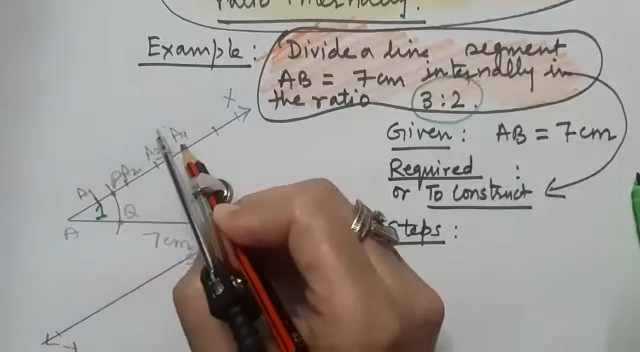 ratio internally.
Example: Divide a line segment
AB = 7cm internally in
the ratio 3:2.
Given: AB = 7cm
Required :
or To construct
Steps:
X
A4
A3
A2
P
A1
1
Q
A
7cm
Y